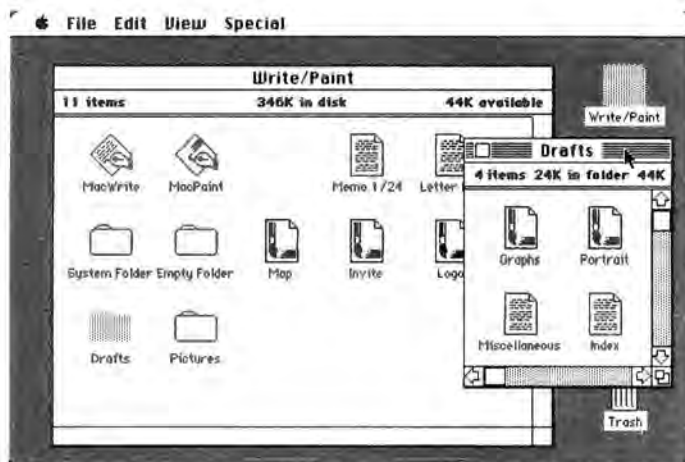 File Edit View Special
Write/Paint
11 items 346K in disk 44K available
Write/Paint
Drafts
4 items 24K in folder 44K
MacWrite MacPaint Memo 1/24 Letter
Graphs Portrait
System Folder Empty Folder Map Invite Logo
Miscellaneous Index
Drafts Pictures
Trash